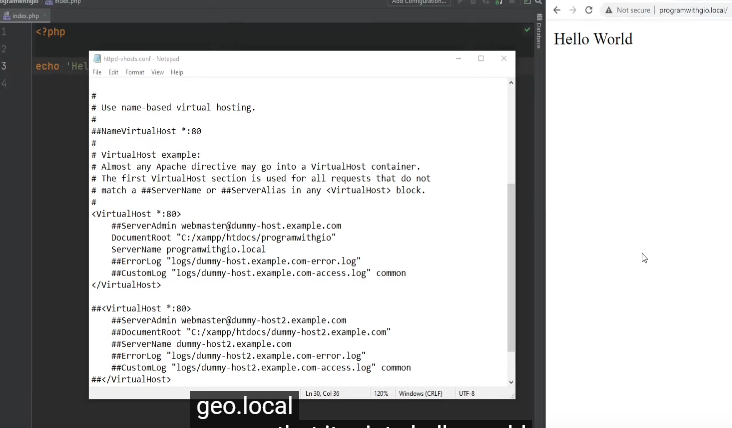 index.php
Add Configuration...
index.php
1
<?php
2
3
echo 'Hel
4
Database
httpd-vhosts.conf - Notepad
File Edit Format View Help
#
# Use name-based virtual hosting.
#
##NameVirtualHost *:80
#
# VirtualHost example:
# Almost any Apache directive may go into a VirtualHost container.
# The first VirtualHost section is used for all requests that do not
# match a ##ServerName or ##ServerAlias in any <VirtualHost> block.
#
<VirtualHost *:80>
##ServerAdmin webmaster@dummy-host.example.com
DocumentRoot "C:/xampp/htdocs/programwithgio"
ServerName programwithgio.local
##ErrorLog "logs/dummy-host.example.com-error.log"
##CustomLog "logs/dummy-host.example.com-access.log" common
</VirtualHost>
##<VirtualHost *:80>
##ServerAdmin webmaster@dummy-host2.example.com
##DocumentRoot "C:/xampp/htdocs/dummy-host2.example.com"
##ServerName dummy-host2.example.com
##ErrorLog "logs/dummy-host2.example.com-error.log"
##CustomLog "logs/dummy-host2.example.com-access.log" common
##</VirtualHost>
Ln 30, Col 36 120% Windows (CRLF) UTF-8
Not secure | programwithgio.local/
Hello World
geo.local